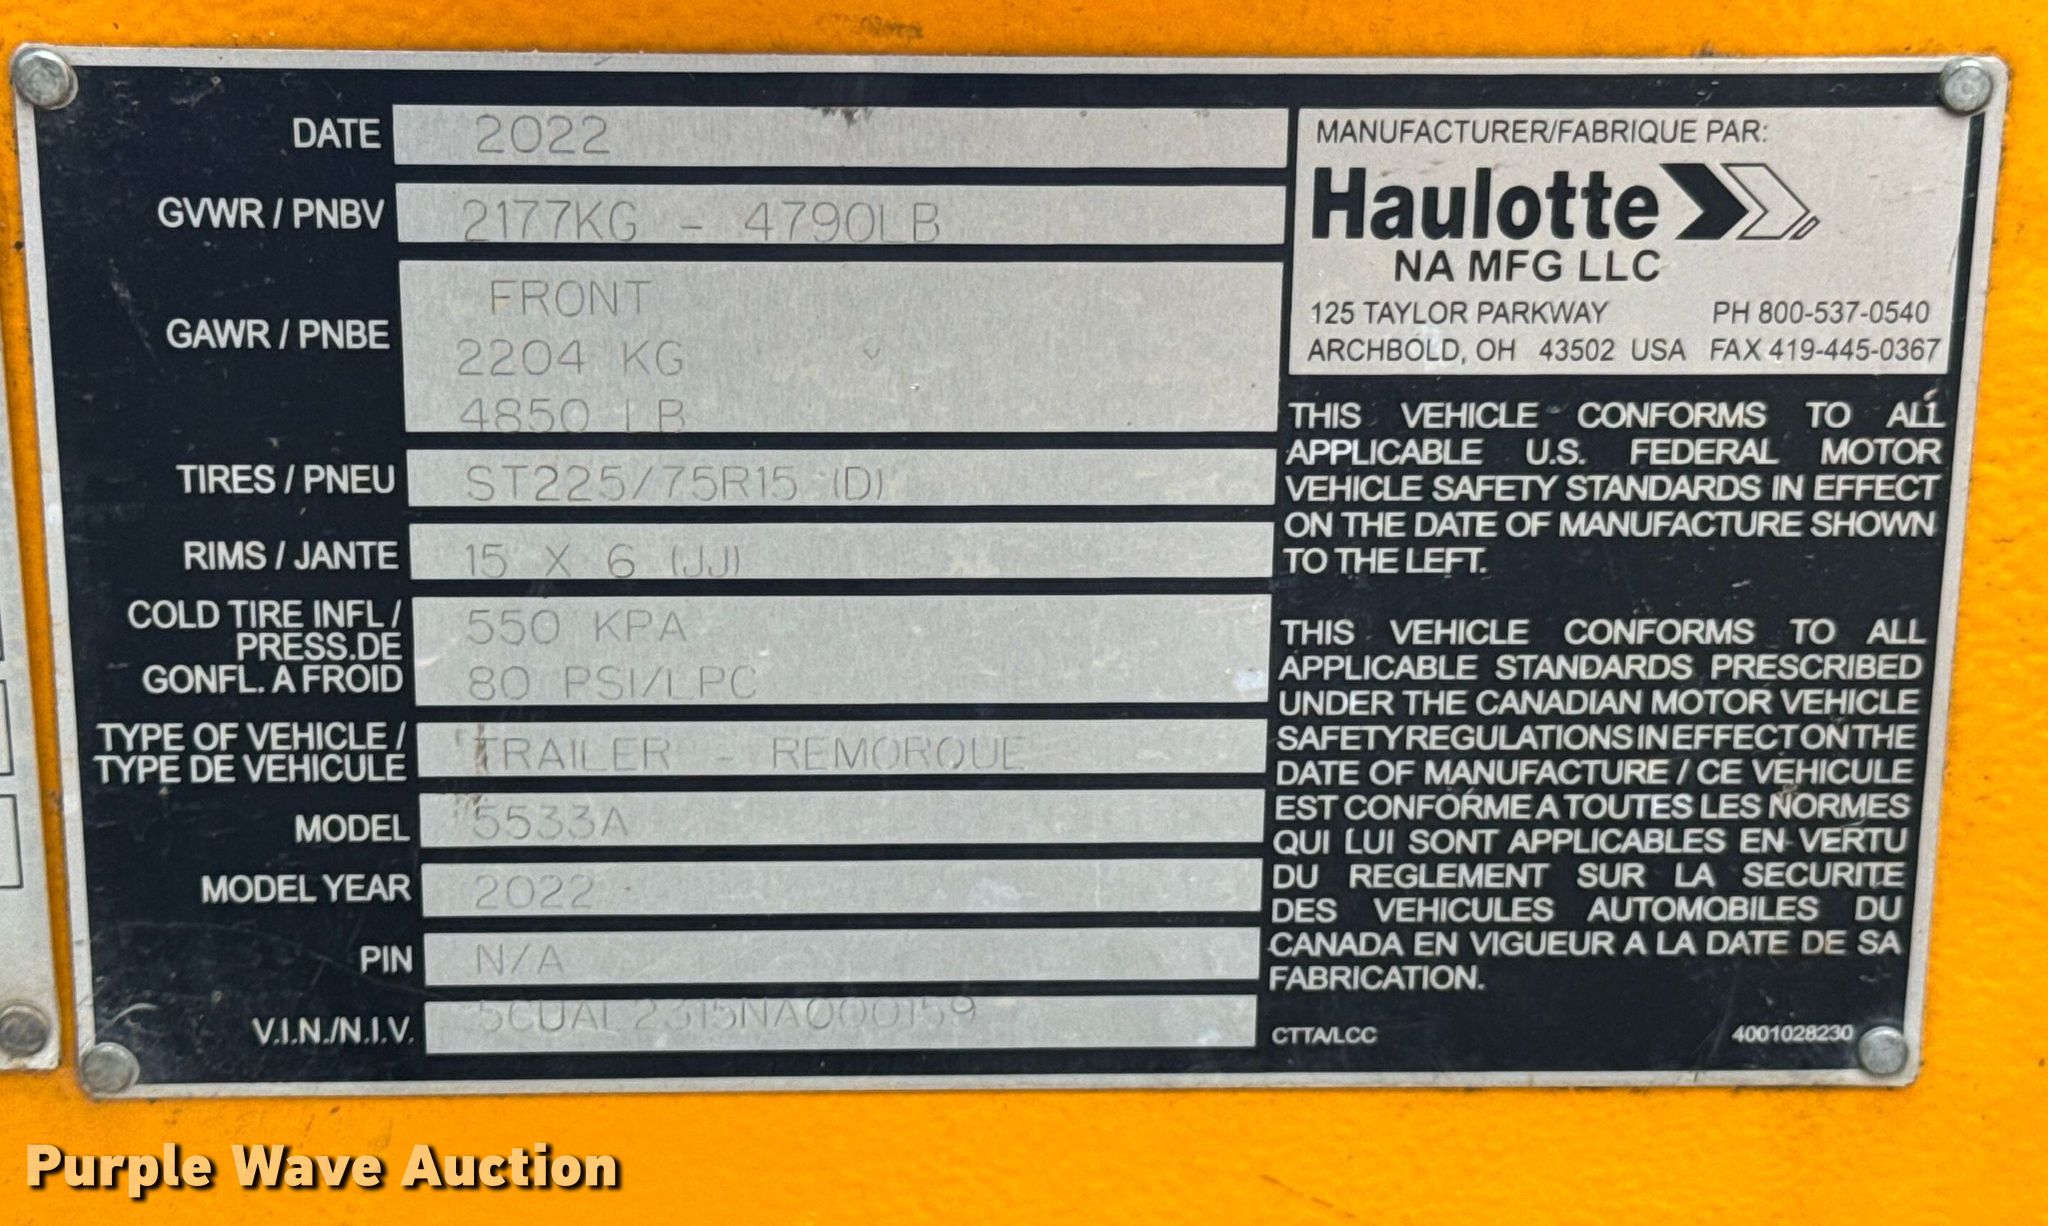 DATE 2022
GVWR / PNBV 2177KG - 4790LB
GAWR / PNBE FRONT
2204 KG
4850 LB
TIRES / PNEU ST225/75R15 (D)
RIMS / JANTE 15 X 6 (JJ)
COLD TIRE INFL / 550 KPA
PRESS.DE
GONFL. A FROID 80 PSI/LPC
TYPE OF VEHICLE / TRAILER - REMORQUE
TYPE DE VEHICULE
MODEL 5533A
MODEL YEAR 2022
PIN N/A
V.I.N./N.I.V. 5CUAL2315NA000159
MANUFACTURER/FABRIQUE PAR:
Haulotte
NA MFG LLC
125 TAYLOR PARKWAY PH 800-537-0540
ARCHBOLD, OH 43502 USA FAX 419-445-0367
THIS VEHICLE CONFORMS TO ALL
APPLICABLE U.S. FEDERAL MOTOR
VEHICLE SAFETY STANDARDS IN EFFECT
ON THE DATE OF MANUFACTURE SHOWN
TO THE LEFT.
THIS VEHICLE CONFORMS TO ALL
APPLICABLE STANDARDS PRESCRIBED
UNDER THE CANADIAN MOTOR VEHICLE
SAFETY REGULATIONS IN EFFECT ON THE
DATE OF MANUFACTURE / CE VEHICULE
EST CONFORME A TOUTES LES NORMES
QUI LUI SONT APPLICABLES EN VERTU
DU REGLEMENT SUR LA SECURITE
DES VEHICULES AUTOMOBILES DU
CANADA EN VIGUEUR A LA DATE DE SA
FABRICATION.
CTTA/LCC 4001028230
Purple Wave Auction